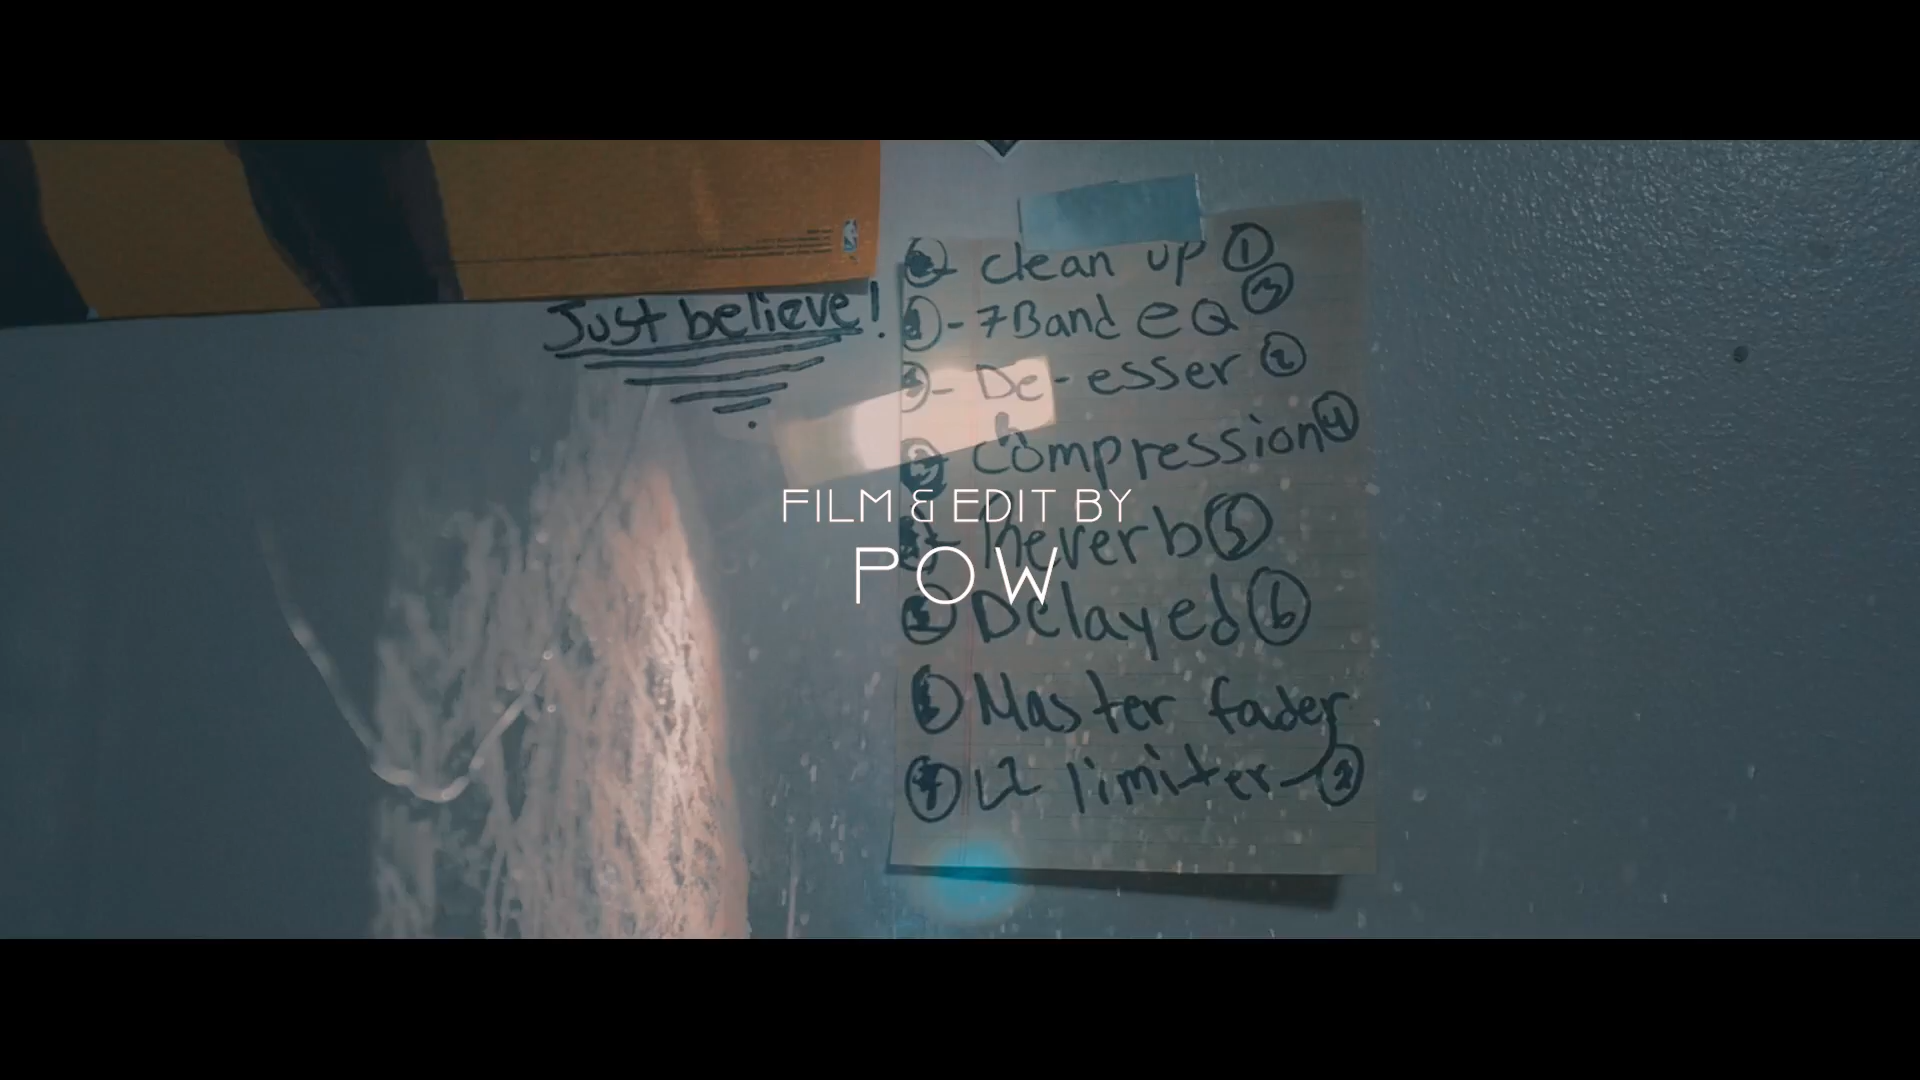 clean up ①
Just believe!
- 7Band eQ ③
- De-esser ②
compression ④
FILM & EDIT BY
Reverb ⑤
POW
Delayed ⑥
Master fader
⑦ L2 limiter -